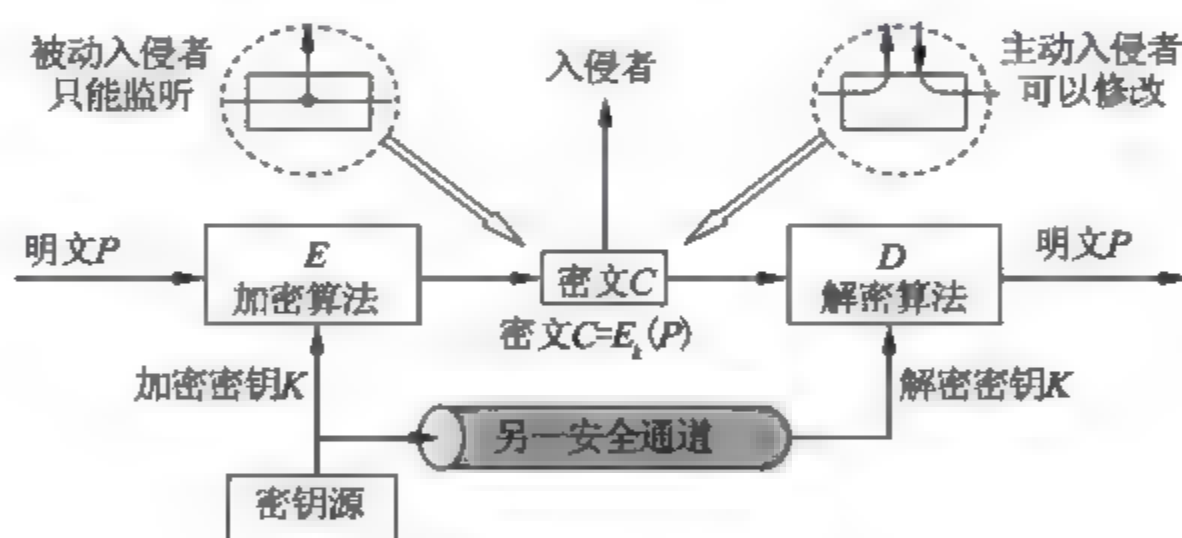 被动入侵者
只能监听
入侵者
主动入侵者
可以修改
明文P
E
加密算法
密文C
D
解密算法
明文P
密文C=Eₖ(P)
加密密钥K
解密密钥K
另一安全通道
密钥源